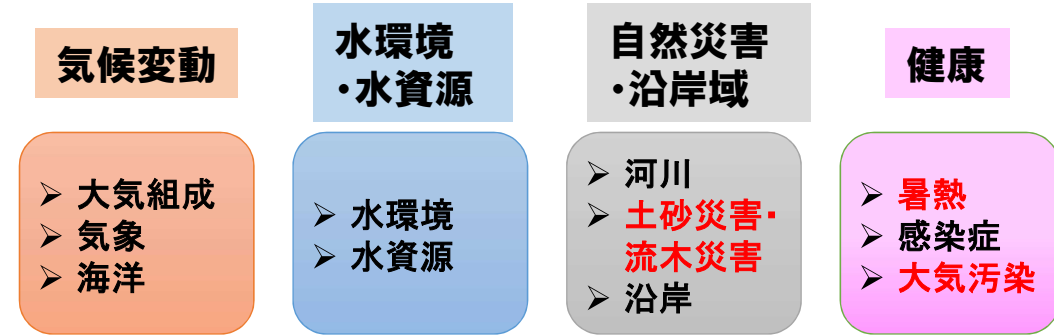 気候変動
➢ 大気組成
➢ 気象
➢ 海洋
水環境
・水資源
➢ 水環境
➢ 水資源
自然災害
・沿岸域
➢ 河川
➢ 土砂災害・
流木災害
➢ 沿岸
健康
➢ 暑熱
➢ 感染症
➢ 大気汚染